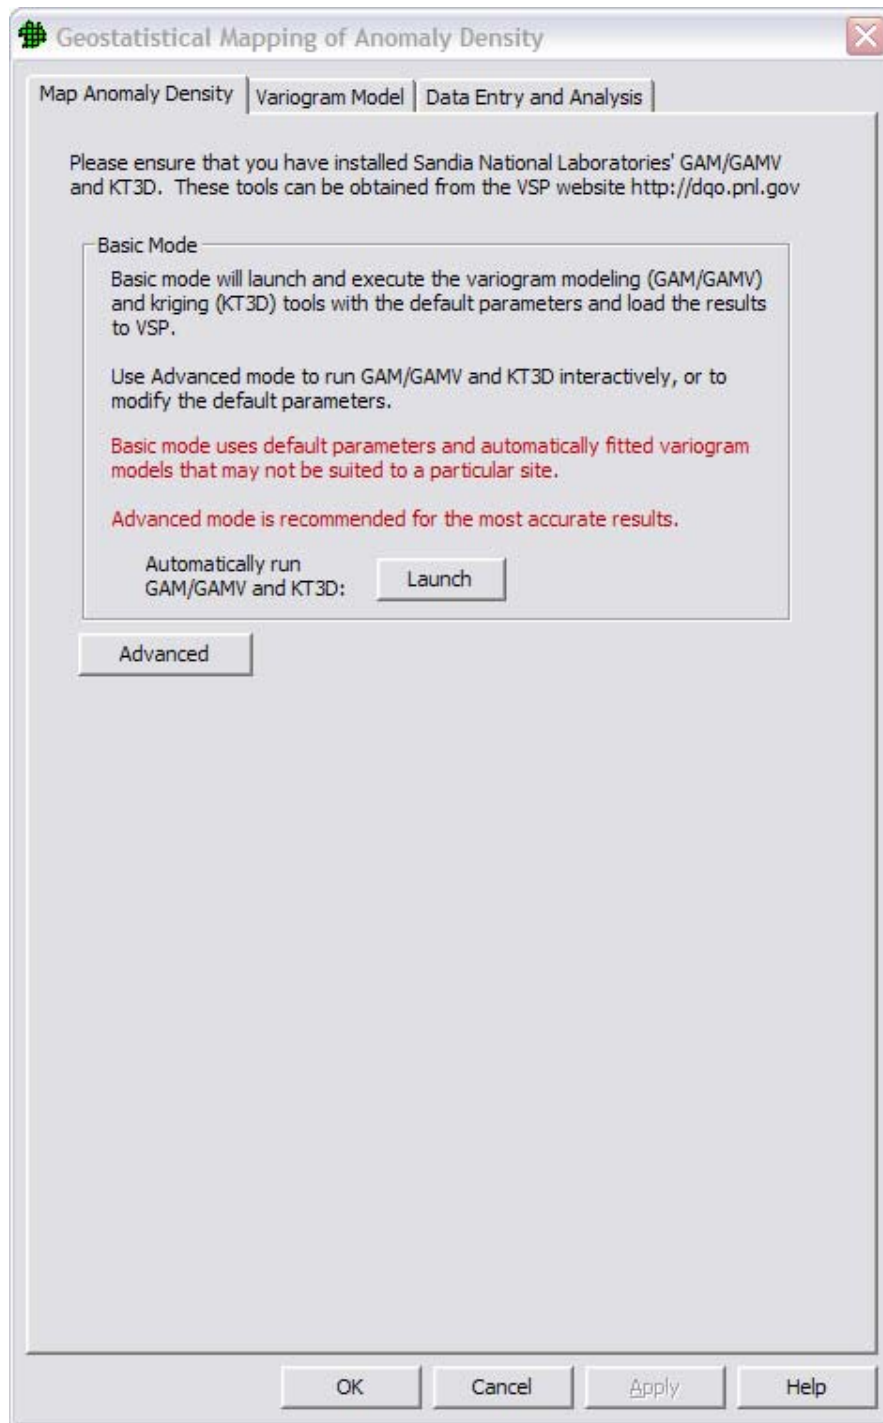 Geostatistical Mapping of Anomaly Density
Map Anomaly Density
Variogram Model
Data Entry and Analysis
Please ensure that you have installed Sandia National Laboratories' GAM/GAMV
and KT3D.  These tools can be obtained from the VSP website http://dqo.pnl.gov
Basic Mode
Basic mode will launch and execute the variogram modeling (GAM/GAMV)
and kriging (KT3D) tools with the default parameters and load the results
to VSP.
Use Advanced mode to run GAM/GAMV and KT3D interactively, or to
modify the default parameters.
Basic mode uses default parameters and automatically fitted variogram
models that may not be suited to a particular site.
Advanced mode is recommended for the most accurate results.
Automatically run
GAM/GAMV and KT3D:
Launch
Advanced
OK
Cancel
Apply
Help